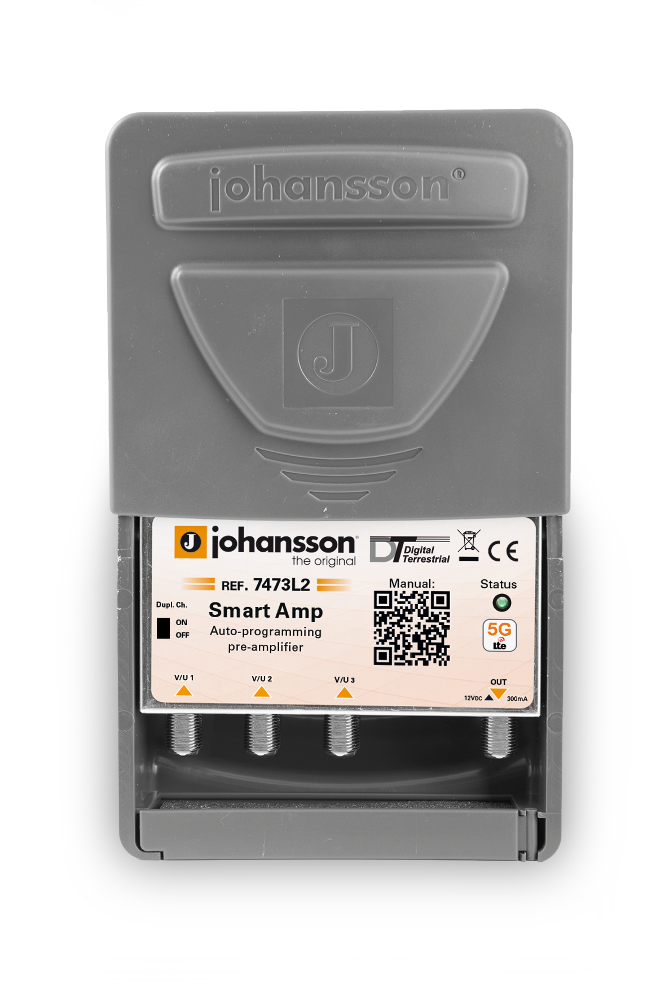 johansson®
J
J johansson®
the original
DT Digital
Terrestrial
CE
REF. 7473L2
Manual:
Status
Dupl. Ch.
Smart Amp
ON
OFF
Auto-programming
pre-amplifier
5G
Lte
V/U 1
V/U 2
V/U 3
OUT
12VDC
300mA